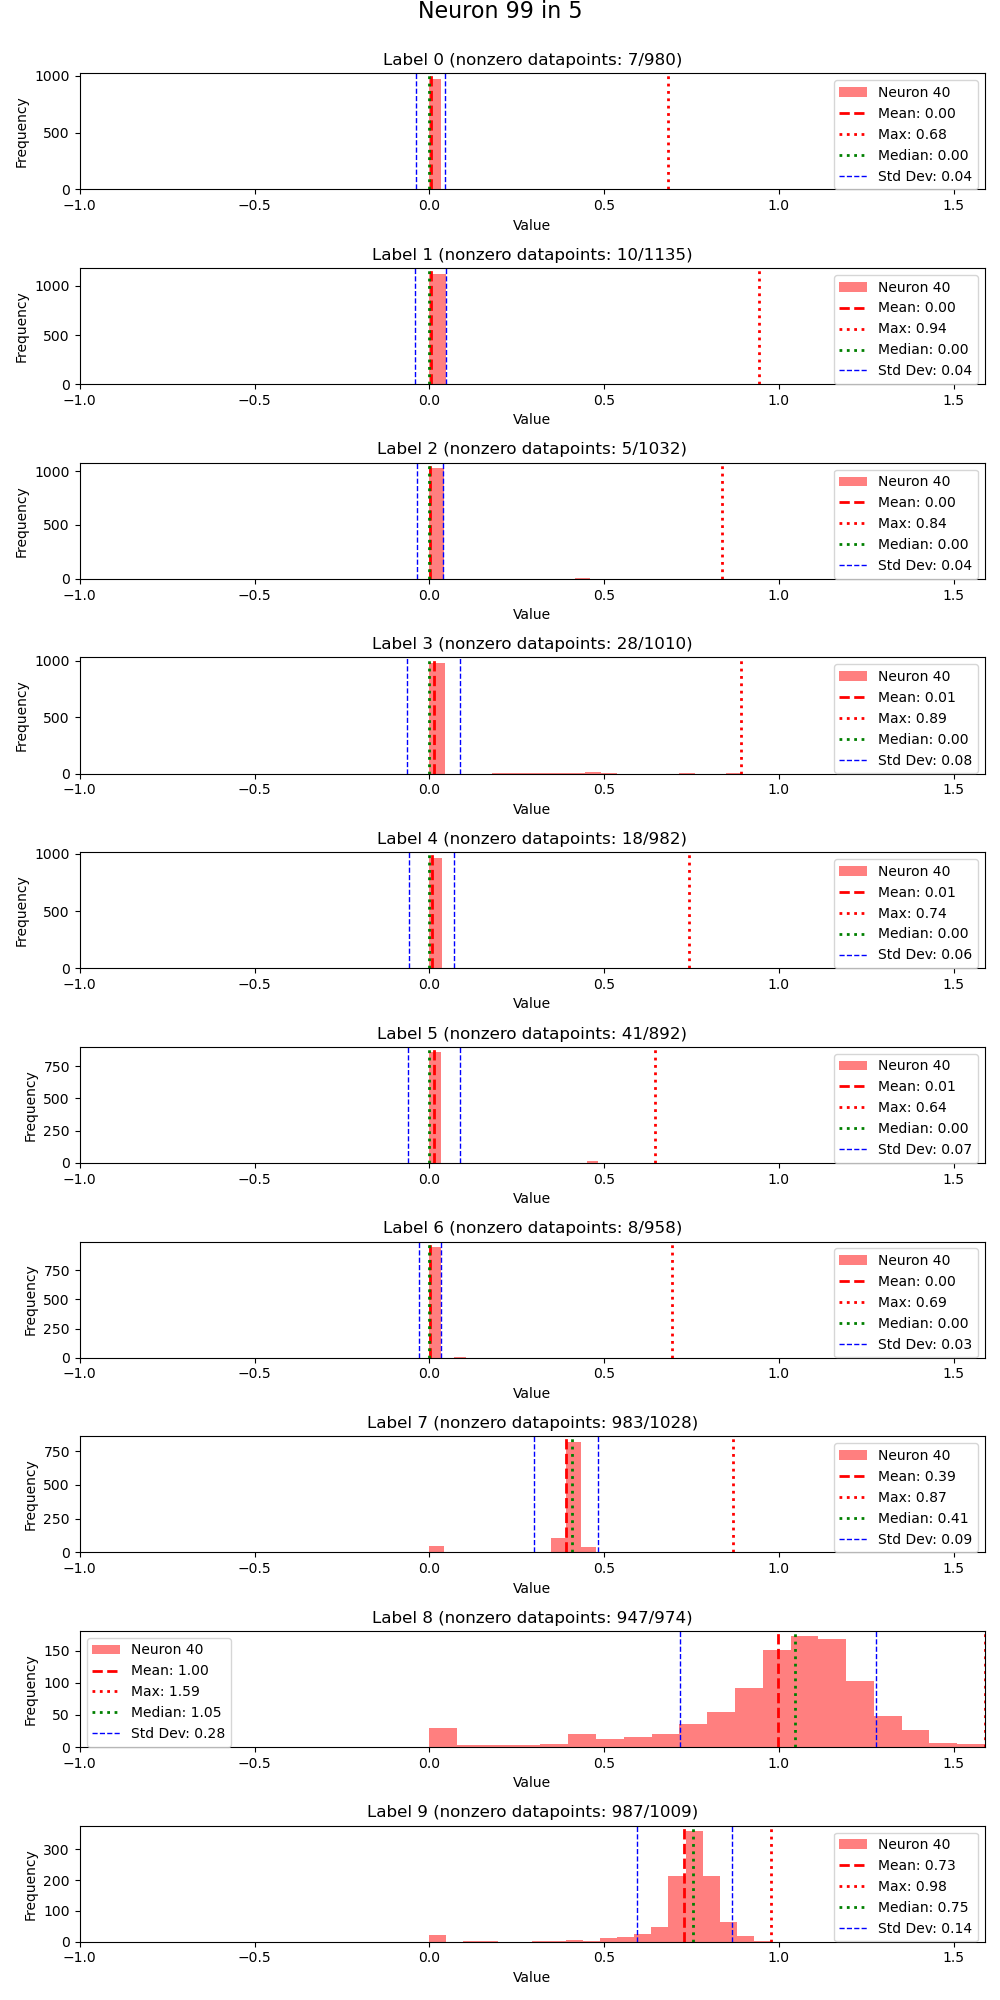 Neuron 99 in 5
Label 0 (nonzero datapoints: 7/980)
Frequency
1000
500
0
Neuron 40
Mean: 0.00
Max: 0.68
Median: 0.00
Std Dev: 0.04
−1.0 −0.5 0.0 0.5 1.0 1.5
Value
Label 1 (nonzero datapoints: 10/1135)
Frequency
1000
500
0
Neuron 40
Mean: 0.00
Max: 0.94
Median: 0.00
Std Dev: 0.04
−1.0 −0.5 0.0 0.5 1.0 1.5
Value
Label 2 (nonzero datapoints: 5/1032)
Frequency
1000
500
0
Neuron 40
Mean: 0.00
Max: 0.84
Median: 0.00
Std Dev: 0.04
−1.0 −0.5 0.0 0.5 1.0 1.5
Value
Label 3 (nonzero datapoints: 28/1010)
Frequency
1000
500
0
Neuron 40
Mean: 0.01
Max: 0.89
Median: 0.00
Std Dev: 0.08
−1.0 −0.5 0.0 0.5 1.0 1.5
Value
Label 4 (nonzero datapoints: 18/982)
Frequency
1000
500
0
Neuron 40
Mean: 0.01
Max: 0.74
Median: 0.00
Std Dev: 0.06
−1.0 −0.5 0.0 0.5 1.0 1.5
Value
Label 5 (nonzero datapoints: 41/892)
Frequency
750
500
250
0
Neuron 40
Mean: 0.01
Max: 0.64
Median: 0.00
Std Dev: 0.07
−1.0 −0.5 0.0 0.5 1.0 1.5
Value
Label 6 (nonzero datapoints: 8/958)
Frequency
750
500
250
0
Neuron 40
Mean: 0.00
Max: 0.69
Median: 0.00
Std Dev: 0.03
−1.0 −0.5 0.0 0.5 1.0 1.5
Value
Label 7 (nonzero datapoints: 983/1028)
Frequency
750
500
250
0
Neuron 40
Mean: 0.39
Max: 0.87
Median: 0.41
Std Dev: 0.09
−1.0 −0.5 0.0 0.5 1.0 1.5
Value
Label 8 (nonzero datapoints: 947/974)
Frequency
150
100
50
0
Neuron 40
Mean: 1.00
Max: 1.59
Median: 1.05
Std Dev: 0.28
−1.0 −0.5 0.0 0.5 1.0 1.5
Value
Label 9 (nonzero datapoints: 987/1009)
Frequency
300
200
100
0
Neuron 40
Mean: 0.73
Max: 0.98
Median: 0.75
Std Dev: 0.14
−1.0 −0.5 0.0 0.5 1.0 1.5
Value